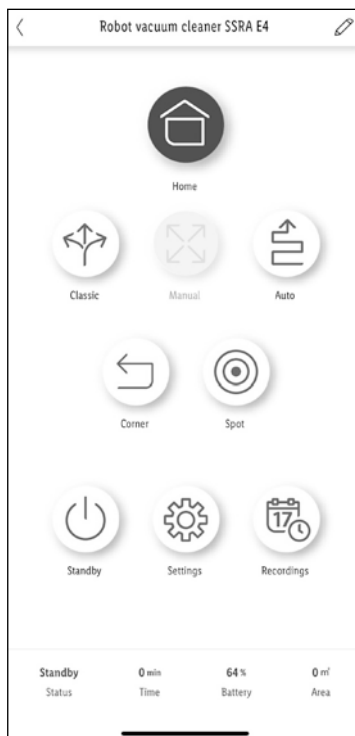 Robot vacuum cleaner SSRA E4
Home
Classic Manual Auto
Corner Spot
17
Standby Settings Recordings
Standby 0 min 64 % 0 m²
Status Time Battery Area